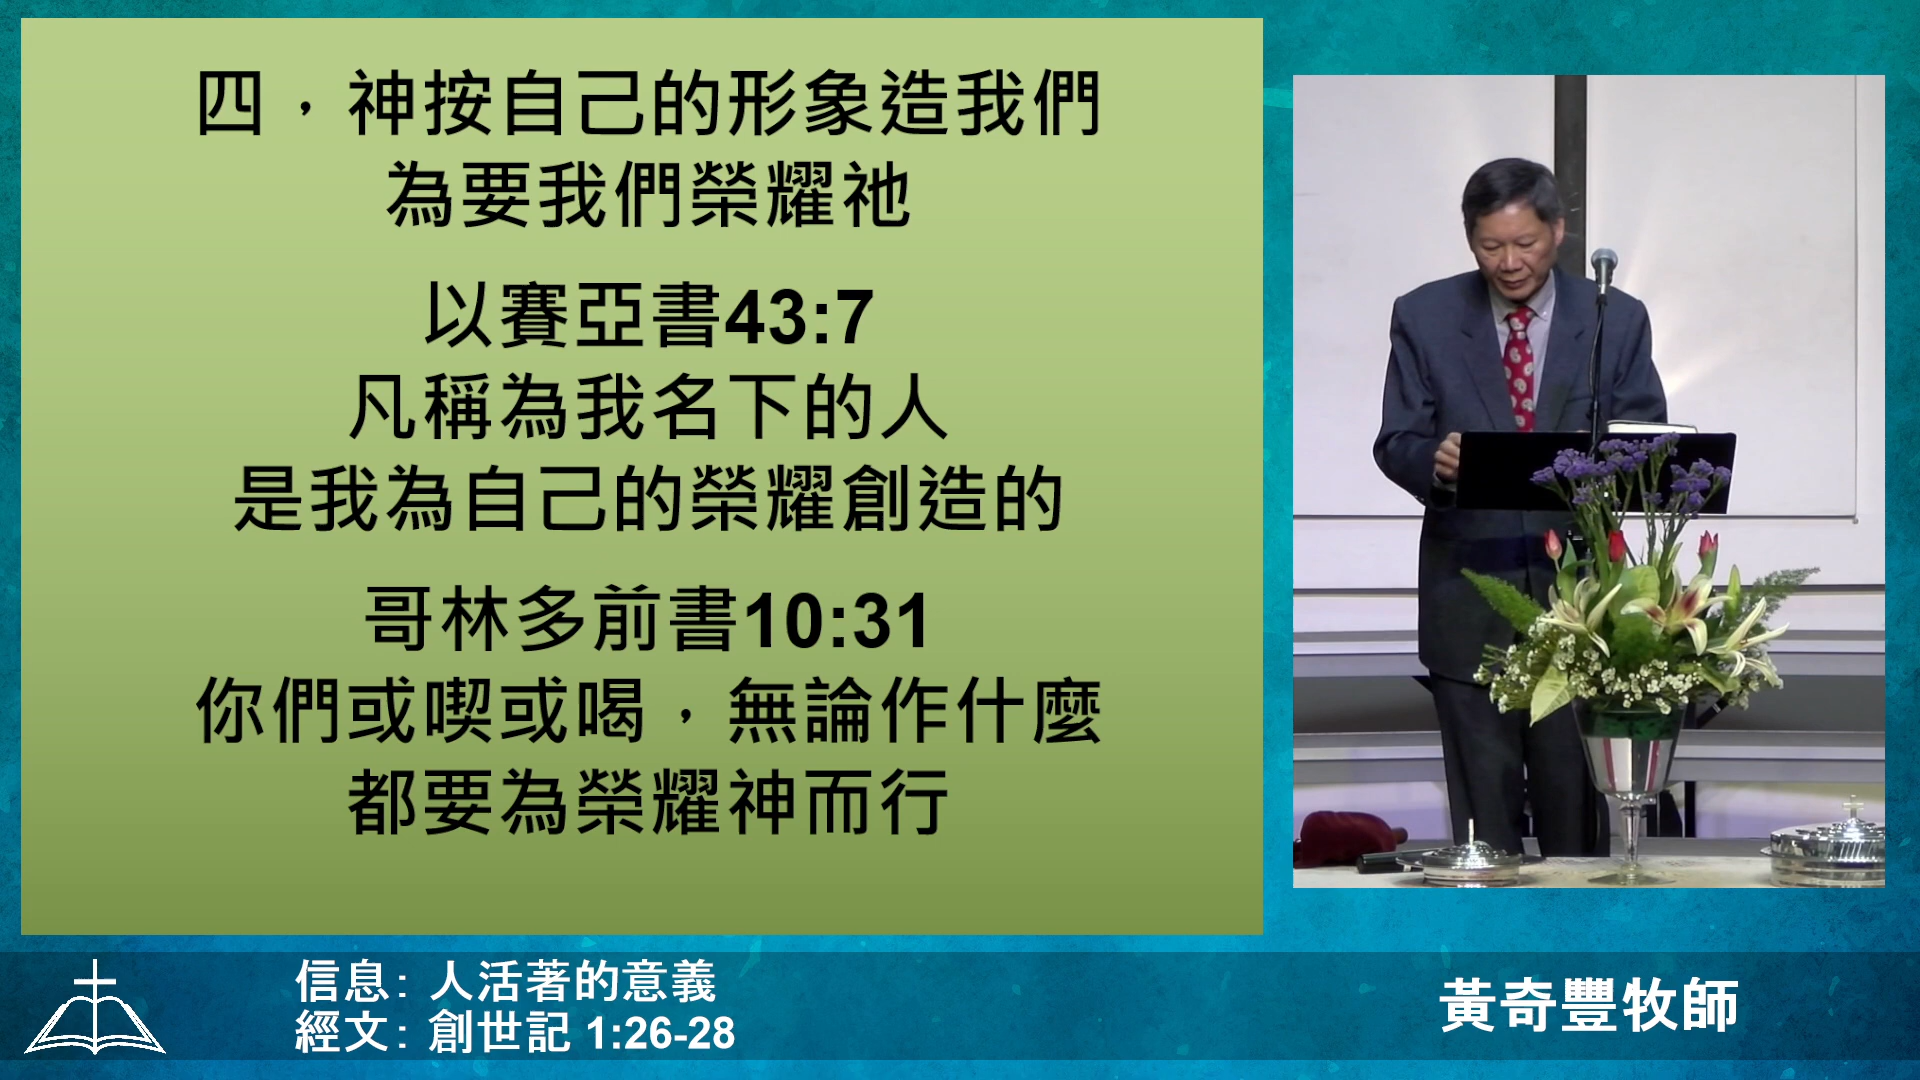 四，神按自己的形象造我們
為要我們榮耀祂
以賽亞書43:7
凡稱為我名下的人
是我為自己的榮耀創造的
哥林多前書10:31
你們或喫或喝，無論作什麼
都要為榮耀神而行
信息：人活著的意義
經文：創世記 1:26-28
黃奇豐牧師